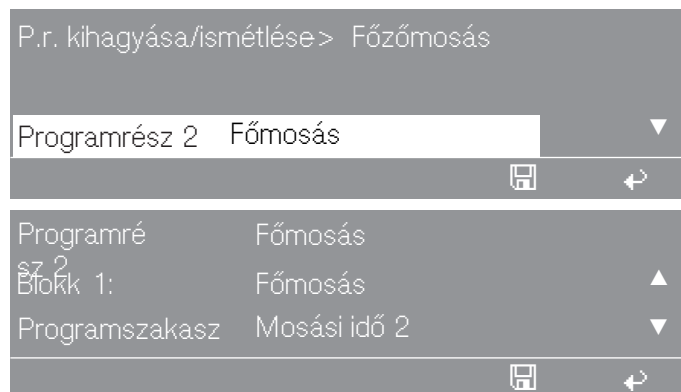 P.r. kihagyása/ismétlése> Főzőmosás
Programrész 2 Főmosás
Programré
sz 2
Főmosás
Blokk 1: Főmosás
Programszakasz Mosási idő 2